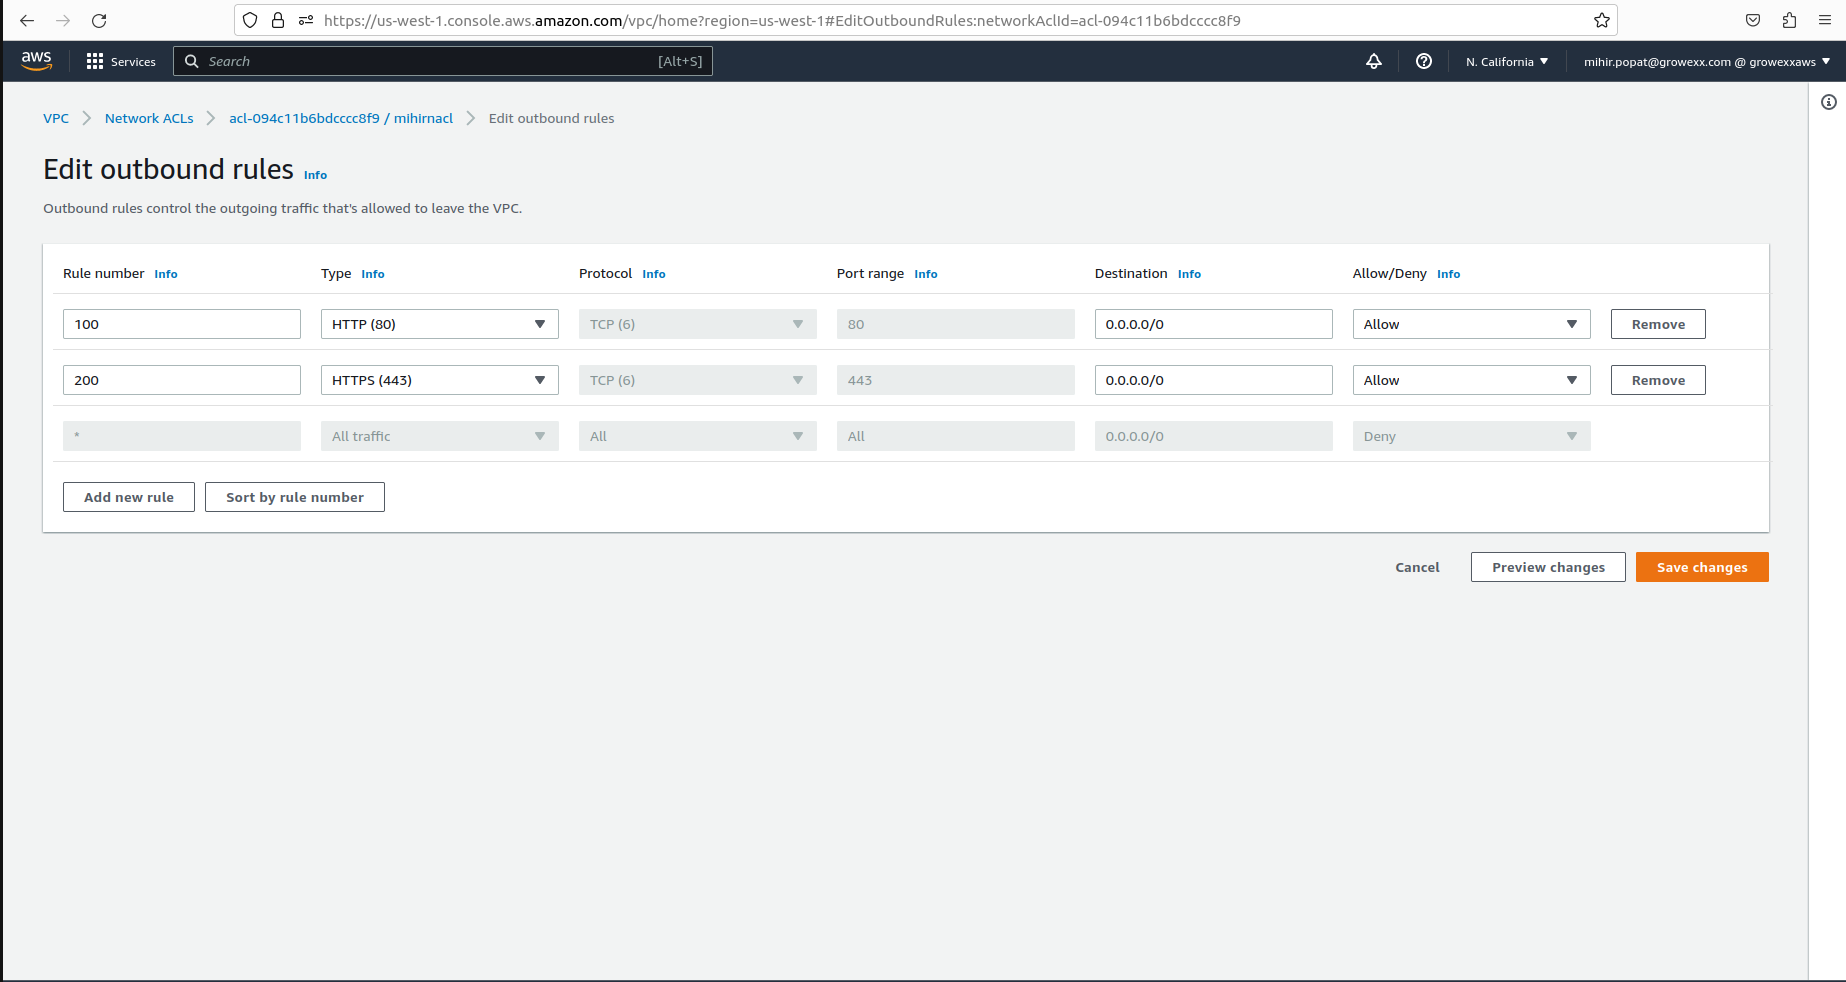 https://us-west-1.console.aws.amazon.com/vpc/home?region=us-west-1#EditOutboundRules:networkAclId=acl-094c11b6bdcccc8f9
aws Services Search [Alt+S] N. California mihir.popat@growexx.com @ growexxaws
VPC Network ACLs acl-094c11b6bdcccc8f9 / mihirnacl Edit outbound rules
Edit outbound rules Info
Outbound rules control the outgoing traffic that's allowed to leave the VPC.
Rule number Info Type Info Protocol Info Port range Info Destination Info Allow/Deny Info
100 HTTP (80) TCP (6) 80 0.0.0.0/0 Allow Remove
200 HTTPS (443) TCP (6) 443 0.0.0.0/0 Allow Remove
* All traffic All All 0.0.0.0/0 Deny
Add new rule Sort by rule number
Cancel Preview changes Save changes